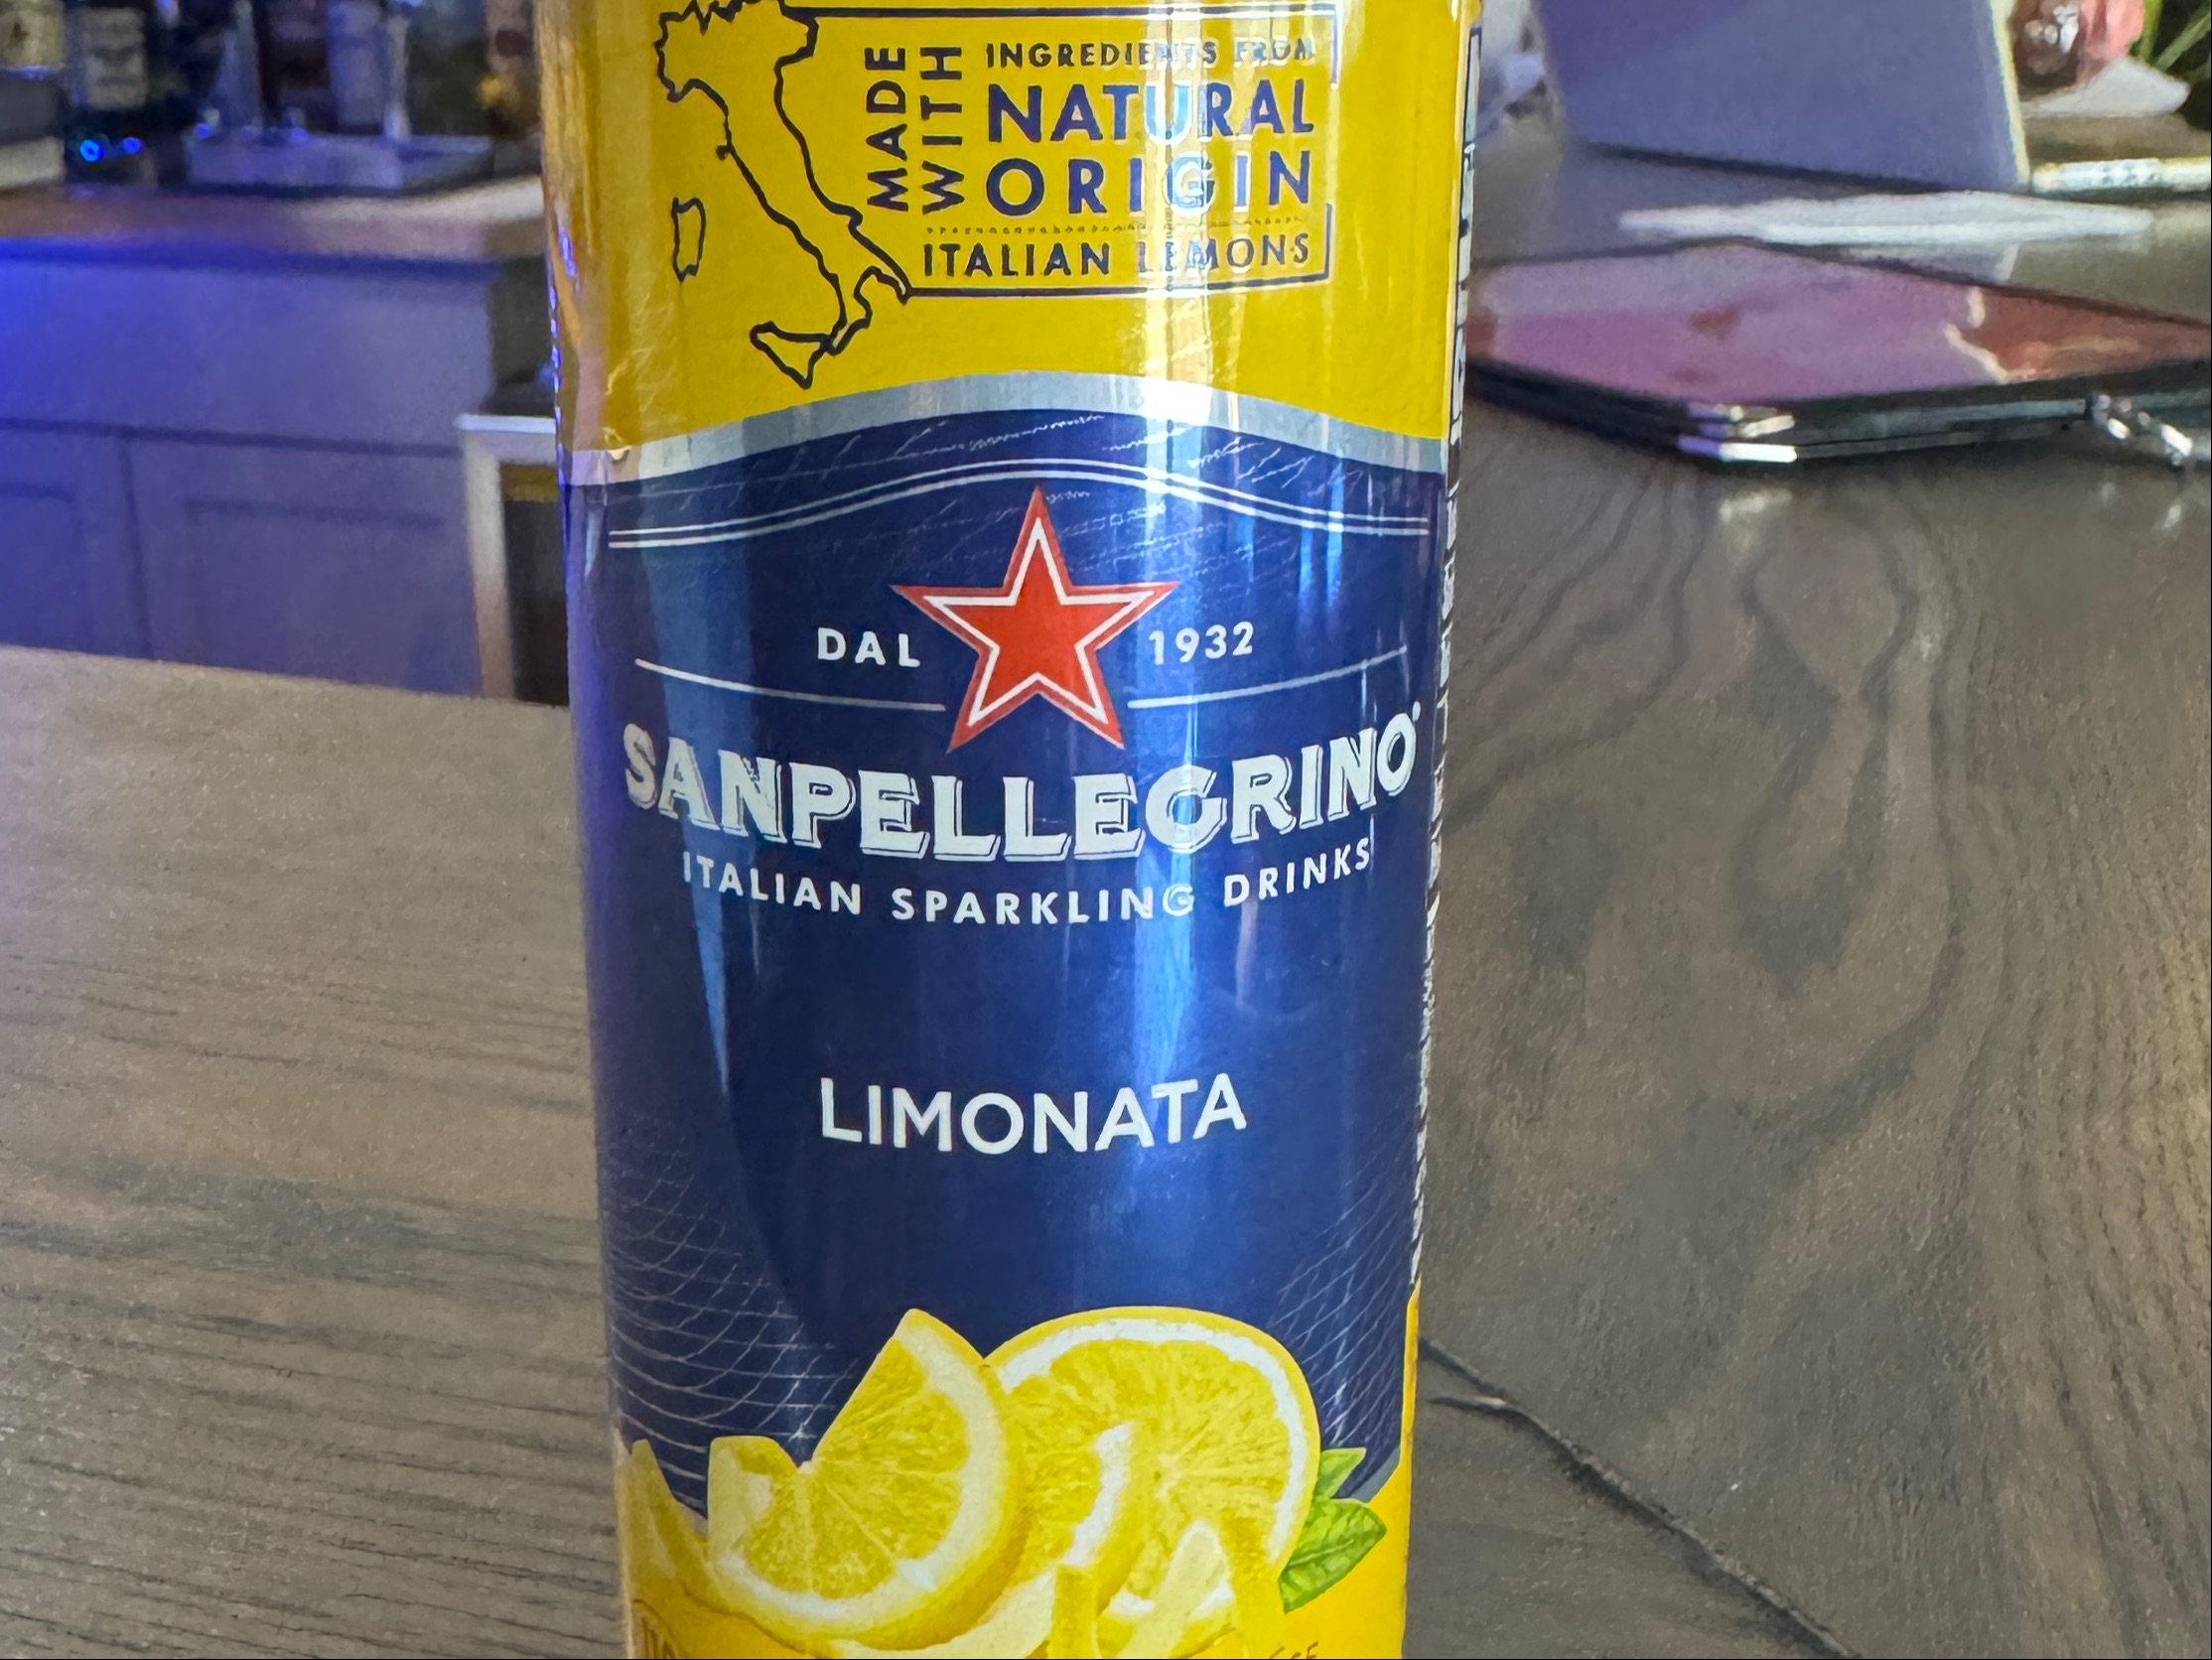 MADE
WITH
INGREDIENTS FROM
NATURAL
ORIGIN
ITALIAN LEMONS
DAL 1932
SANPELLEGRINO
ITALIAN SPARKLING DRINKS
LIMONATA